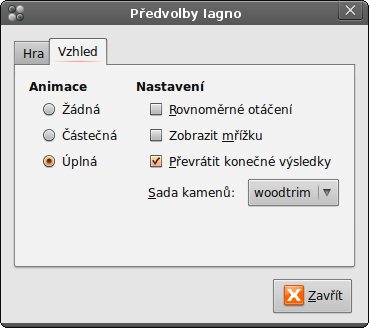 Předvolby Iagno
Hra
Vzhled
Animace
Nastavení
Žádná
Rovnoměrné otáčení
Částečná
Zobrazit mřížku
Úplná
Převrátit konečné výsledky
Sada kamenů:
woodtrim
Zavřít